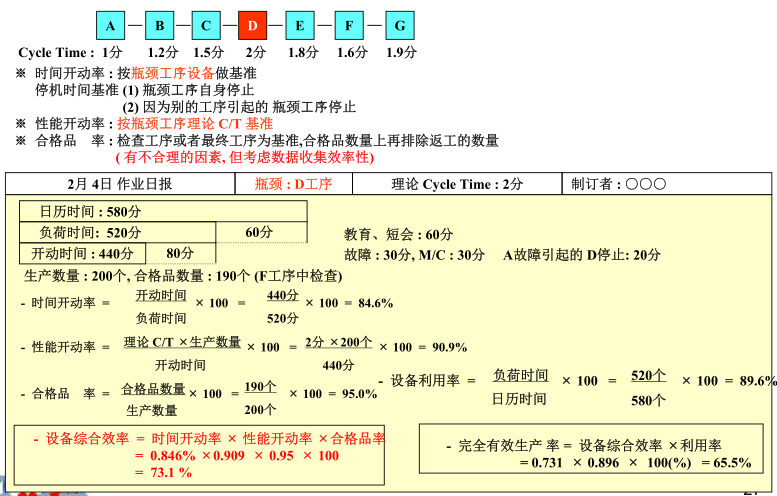 A B C D E F G
Cycle Time : 1分 1.2分 1.5分 2分 1.8分 1.6分 1.9分
※ 时间开动率 : 按瓶颈工序设备做基准
停机时间基准 (1) 瓶颈工序自身停止
(2) 因为别的工序引起的 瓶颈工序停止
※ 性能开动率 : 按瓶颈工序理论 C/T 基准
※ 合格品 率 : 检查工序或者最终工序为基准,合格品数量上再排除返工的数量
( 有不合理的因素, 但考虑数据收集效率性)
2月 4日 作业日报 瓶颈 : D工序 理论 Cycle Time : 2分 制订者 : 〇〇〇
日历时间 : 580分
负荷时间: 520分 60分
开动时间 : 440分 80分
教育、短会 : 60分
故障 : 30分, M/C : 30分 A故障引起的 D停止: 20分
生产数量 : 200个, 合格品数量 : 190个 (F工序中检查)
- 时间开动率 = 开动时间 × 100 = 440分 × 100 = 84.6%
负荷时间 520分
- 性能开动率 = 理论 C/T ×生产数量 × 100 = 2分 ×200个 × 100 = 90.9%
开动时间 440分
- 合格品 率 = 合格品数量 × 100 = 190个 × 100 = 95.0%
生产数量 200个
- 设备利用率 = 负荷时间 × 100 = 520个 × 100 = 89.6%
日历时间 580个
- 设备综合效率 = 时间开动率 × 性能开动率 ×合格品率
= 0.846% ×0.909 × 0.95 × 100
= 73.1 %
- 完全有效生产 率 = 设备综合效率 ×利用率
= 0.731 × 0.896 × 100(%) = 65.5%